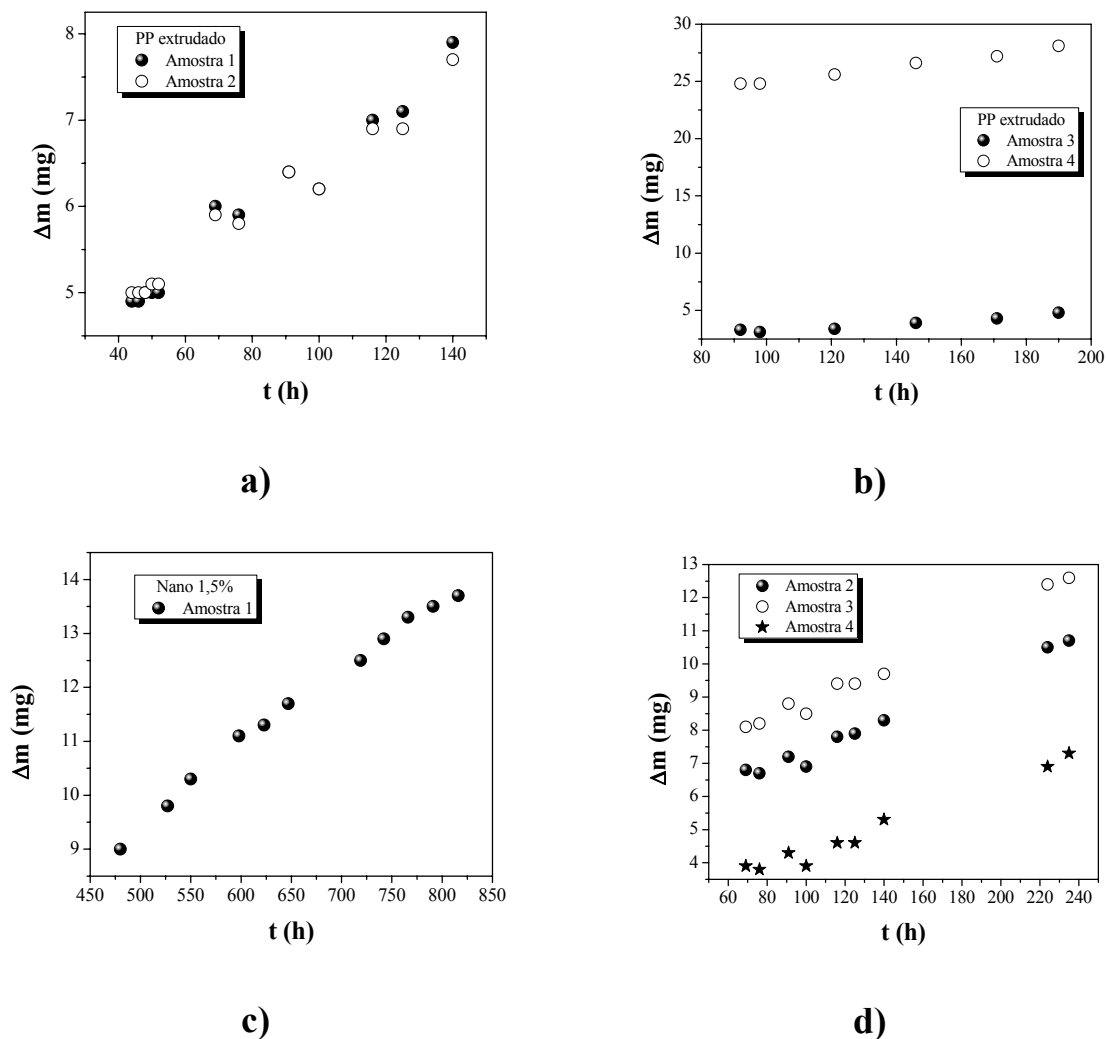 PP extrudado
Amostra 1
Amostra 2
Δm (mg)
8
7
6
5
40 60 80 100 120 140
t (h)
a)
30
25
20
15
10
5
Δm (mg)
PP extrudado
Amostra 3
Amostra 4
80 100 120 140 160 180 200
t (h)
b)
Nano 1,5%
Amostra 1
Δm (mg)
14
13
12
11
10
9
450 500 550 600 650 700 750 800 850
t (h)
c)
Amostra 2
Amostra 3
Amostra 4
Δm (mg)
13
12
11
10
9
8
7
6
5
4
60 80 100 120 140 160 180 200 220 240
t (h)
d)